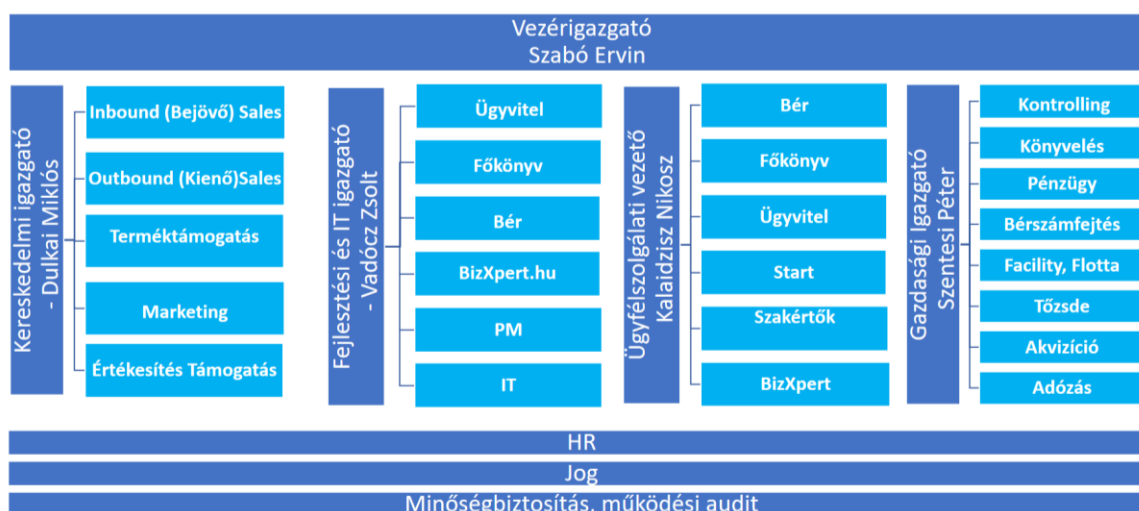 Vezérigazgató
Szabó Ervin
Kereskedelmi igazgató
- Dulkai Miklós
Inbound (Bejövő) Sales
Outbound (Kienő)Sales
Terméktámogatás
Marketing
Értékesítés Támogatás
Fejlesztési és IT igazgató
- Vadócz Zsolt
Ügyvitel
Főkönyv
Bér
BizXpert.hu
PM
IT
Ügyfélszolgálati vezető
Kalaidzisz Nikosz
Bér
Főkönyv
Ügyvitel
Start
Szakértők
BizXpert
Gazdasági Igazgató
Szentesi Péter
Kontrolling
Könyvelés
Pénzügy
Bérszámfejtés
Facility, Flotta
Tőzsde
Akvizíció
Adózás
HR
Jog
Minőségbiztosítás, működési audit